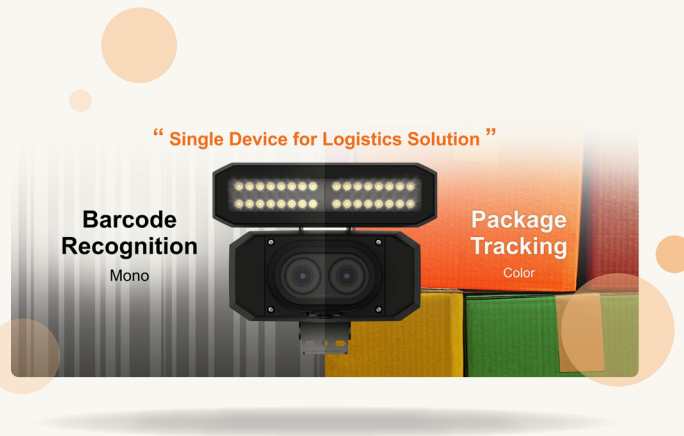 “ Single Device for Logistics Solution ”
Barcode
Recognition
Mono
Package
Tracking
Color